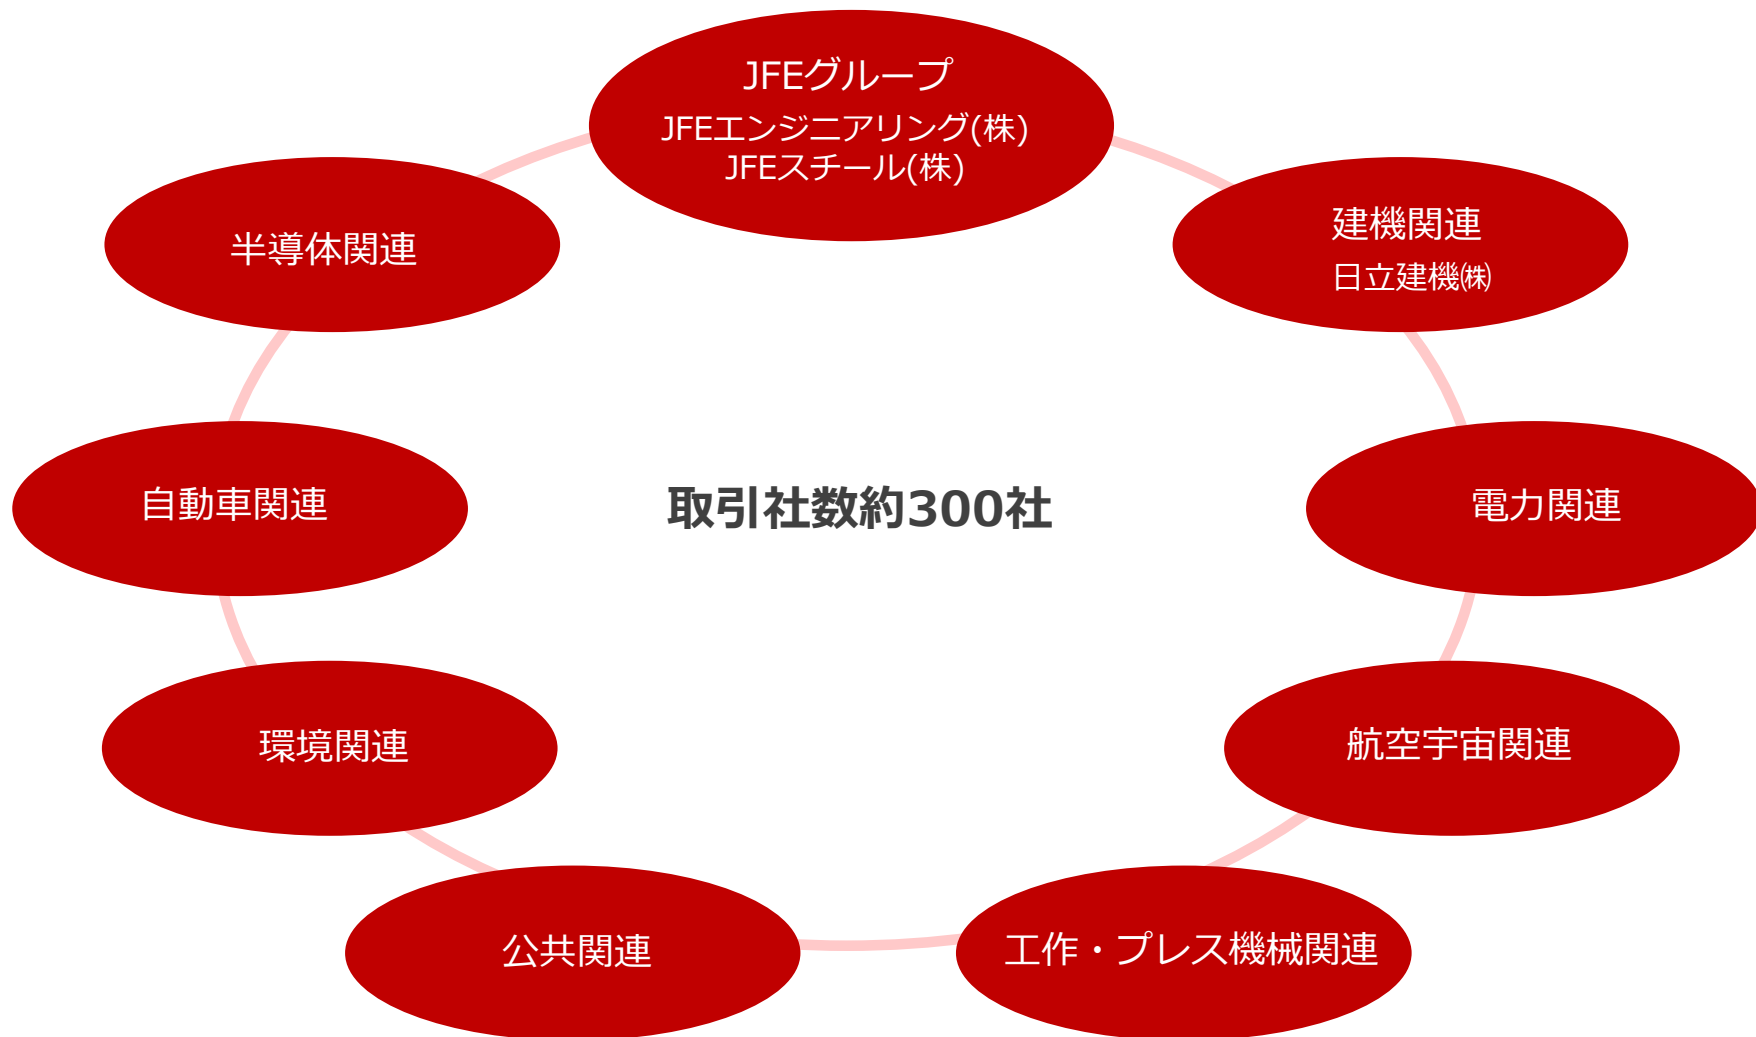 JFEグループ
JFEエンジニアリング(株)
JFEスチール(株)
半導体関連
建機関連
日立建機㈱
自動車関連
取引社数約300社
電力関連
環境関連
航空宇宙関連
公共関連
工作・プレス機械関連